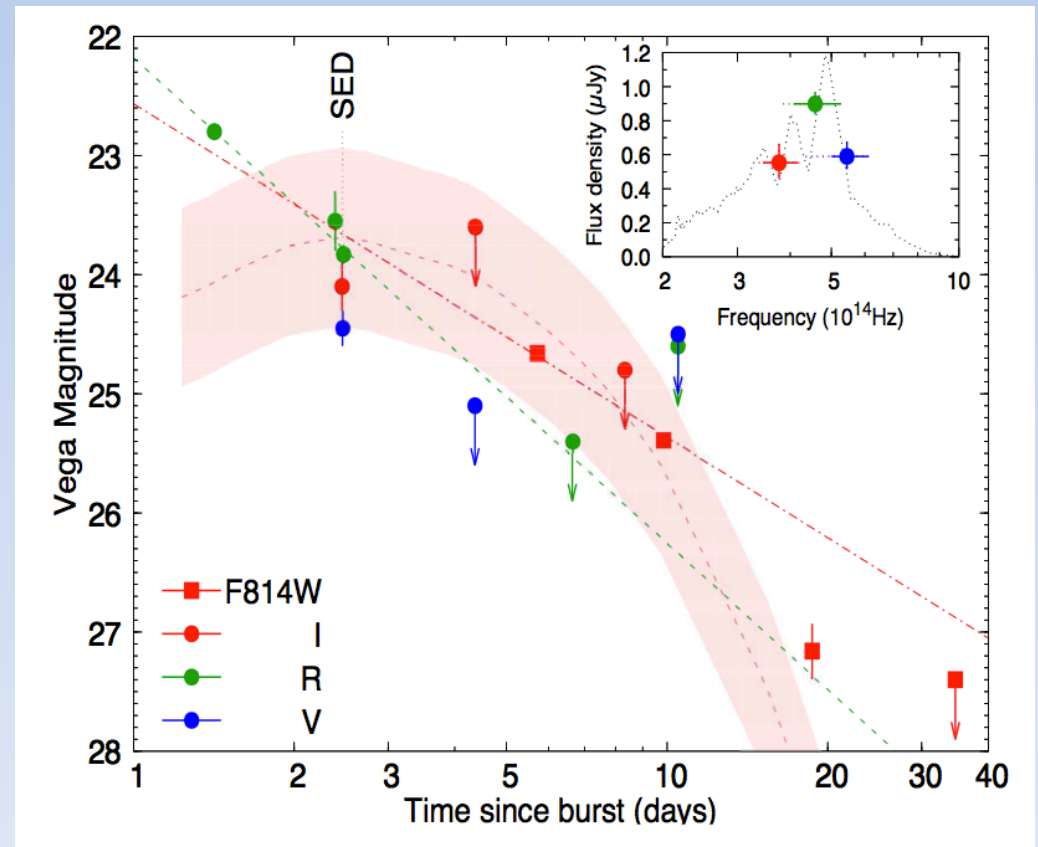 22
23
24
25
26
27
28
Vega Magnitude
SED
F814W
I
R
V
1
2
3
5
10
20
30
40
Time since burst (days)
1.2
1.0
0.8
0.6
0.4
0.2
0.0
Flux density (μJy)
2
3
5
10
Frequency (10¹⁴Hz)